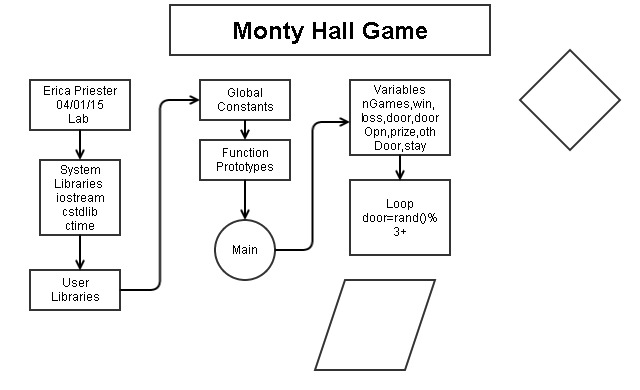 Monty Hall Game
Erica Priester
04/01/15
Lab
System
Libraries
iostream
cstdlib
ctime
User
Libraries
Global
Constants
Function
Prototypes
Main
Variables
nGames,win,
loss,door,door
Opn,prize,oth
Door,stay
Loop
door=rand()%
3+